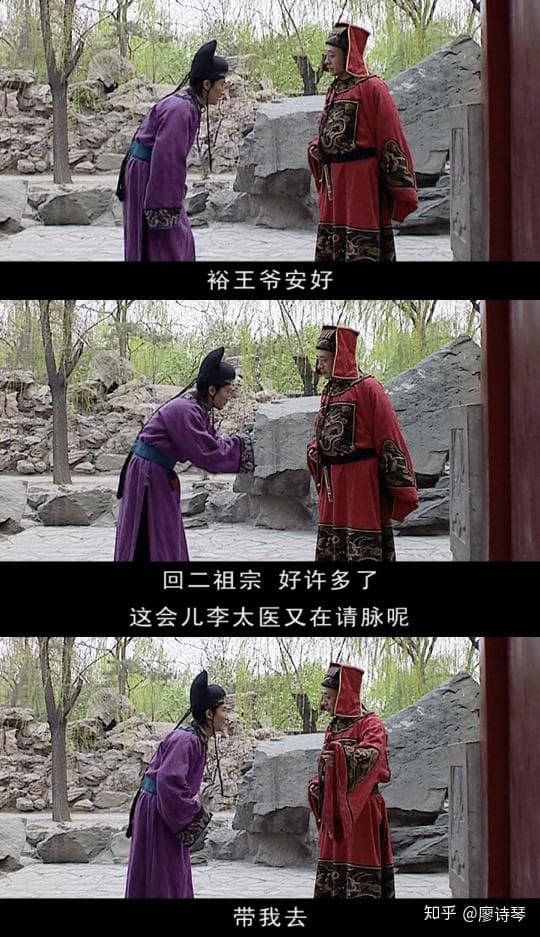 裕王爷安好
回二祖宗 好许多了
这会儿李太医又在请脉呢
带我去
知乎 @廖诗琴